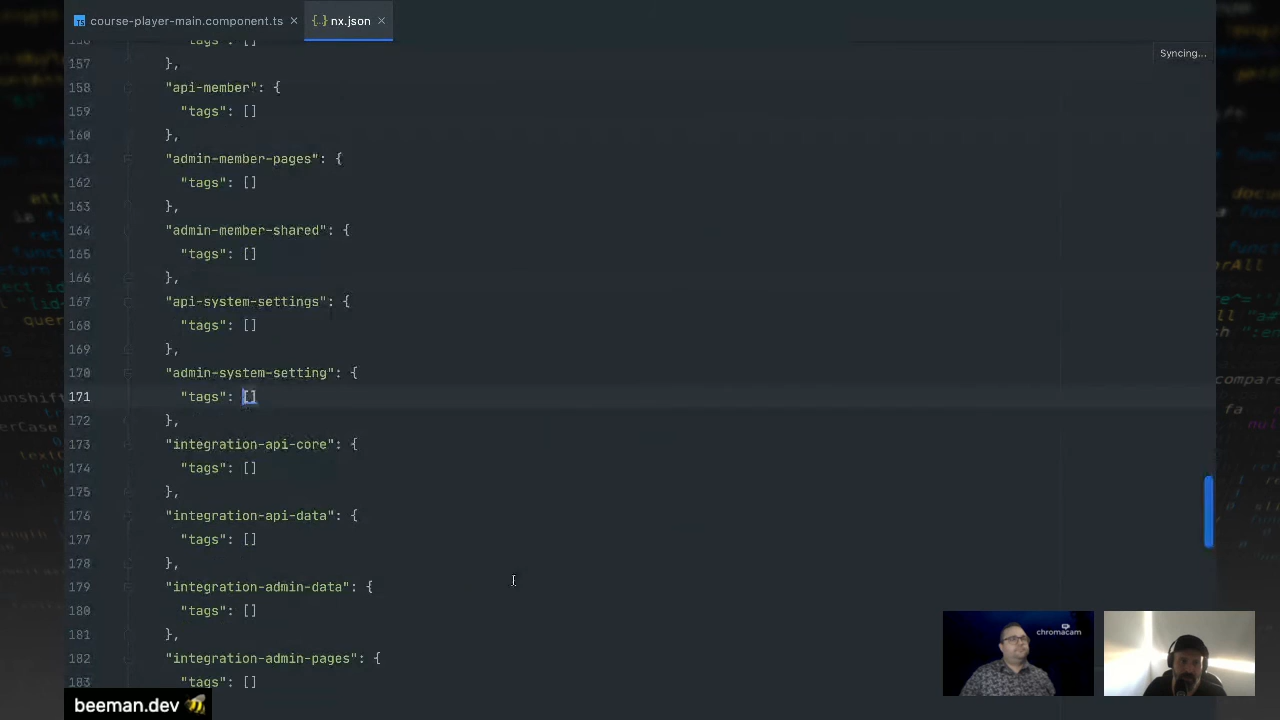 course-player-main.component.ts
nx.json
Syncing...
156 "tags": []
157 },
158 "api-member": {
159 "tags": []
160 },
161 "admin-member-pages": {
162 "tags": []
163 },
164 "admin-member-shared": {
165 "tags": []
166 },
167 "api-system-settings": {
168 "tags": []
169 },
170 "admin-system-setting": {
171 "tags": []
172 },
173 "integration-api-core": {
174 "tags": []
175 },
176 "integration-api-data": {
177 "tags": []
178 },
179 "integration-admin-data": {
180 "tags": []
181 },
182 "integration-admin-pages": {
183 "tags": []
chromacam
beeman.dev